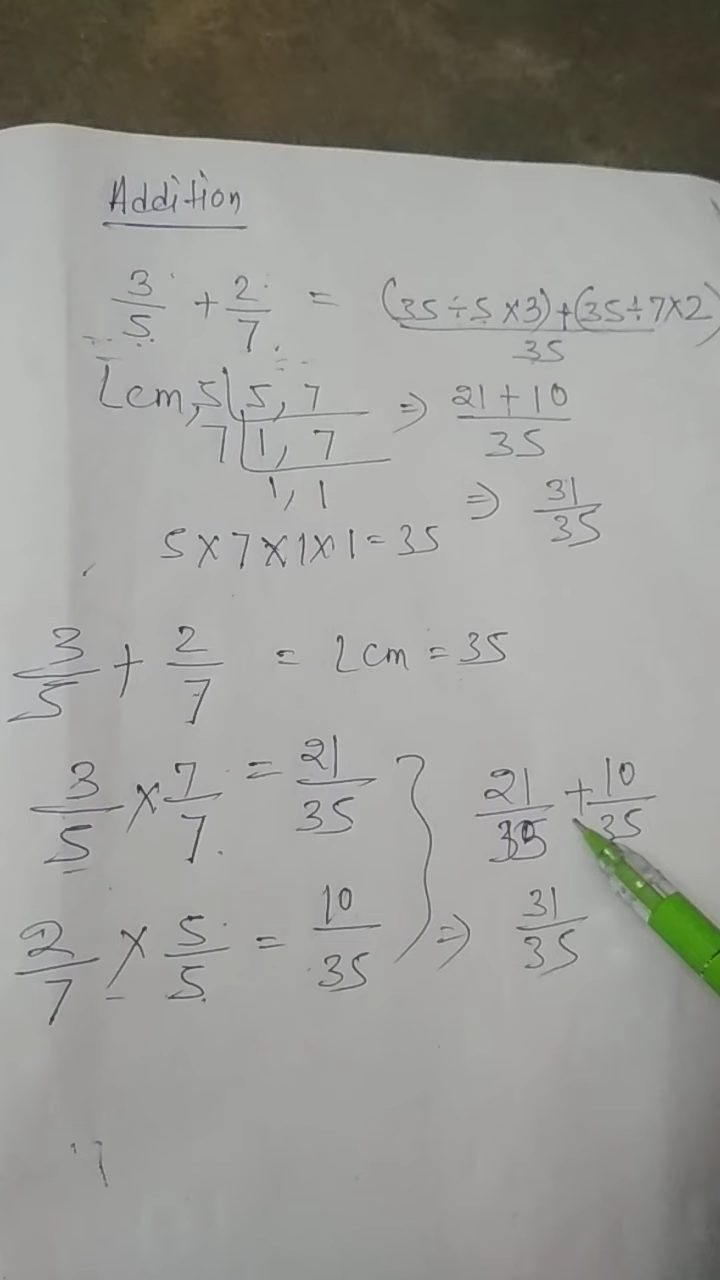 Addition
3/5 + 2/7 = (35÷5×3)+(35÷7×2)/35
Lcm, 5|5, 7 ⇒ 21+10/35
7|1, 7
1, 1 ⇒ 31/35
5×7×1×1=35
3/5 + 2/7 = Lcm = 35
3/5 × 7/7 = 21/35
21/35 + 10/35
2/7 × 5/5 = 10/35 ⇒ 31/35